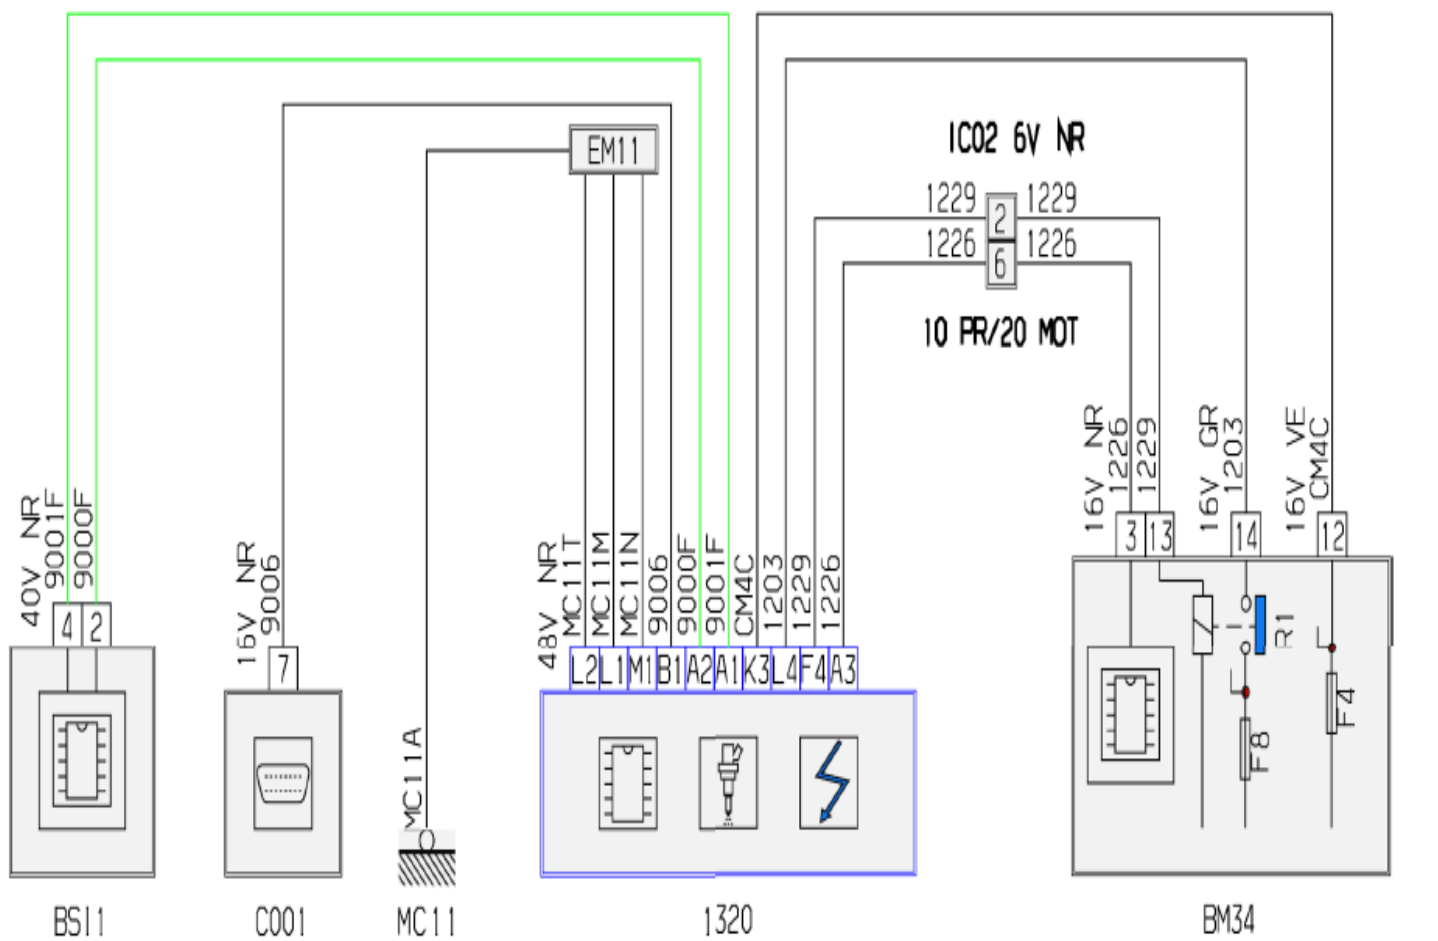 EM11
IC02 6V NR
1229 2 1229
1226 6 1226
10 PR/20 MOT
40V NR
9001F
9000F
4 2
16V NR
9006
7
MC11A
48V NR
MC11T
MC11M
MC11N
9006
9000F
9001F
CM4C
1203
1229
1226
L2 L1 M1 B1 A2 A1 K3 L4 F4 A3
16V NR
1226
1229
16V GR
1203
16V VE
CM4C
3 13 14 12
R1
F8
F4
BSI1 C001 MC11 1320 BM34